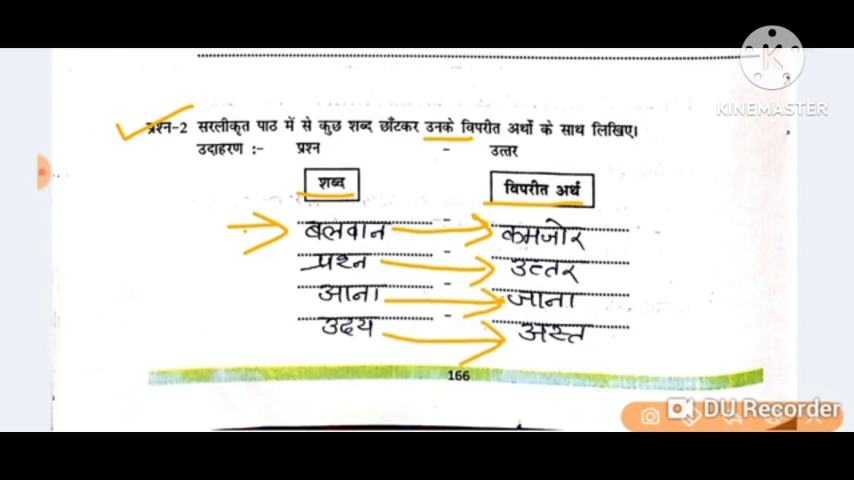 KINEMASTER
प्रश्न-2 सरलीकृत पाठ में से कुछ शब्द छाँटकर उनके विपरीत अर्थो के साथ लिखिए।
उदाहरण :- प्रश्न - उत्तर
शब्द विपरीत अर्थ
बलवान - कमजोर
प्रश्न - उत्तर
आना - जाना
उदय - अस्त
166
DU Recorder